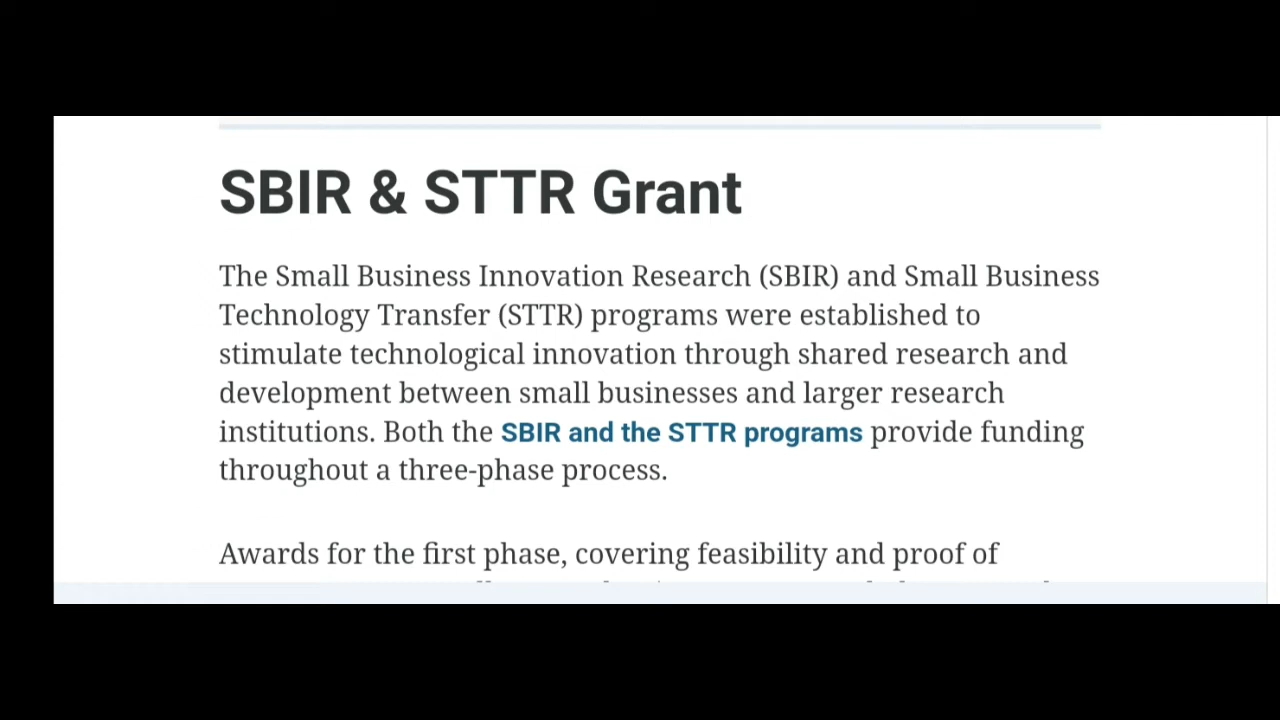 SBIR & STTR Grant
The Small Business Innovation Research (SBIR) and Small Business
Technology Transfer (STTR) programs were established to
stimulate technological innovation through shared research and
development between small businesses and larger research
institutions. Both the SBIR and the STTR programs provide funding
throughout a three-phase process.
Awards for the first phase, covering feasibility and proof of